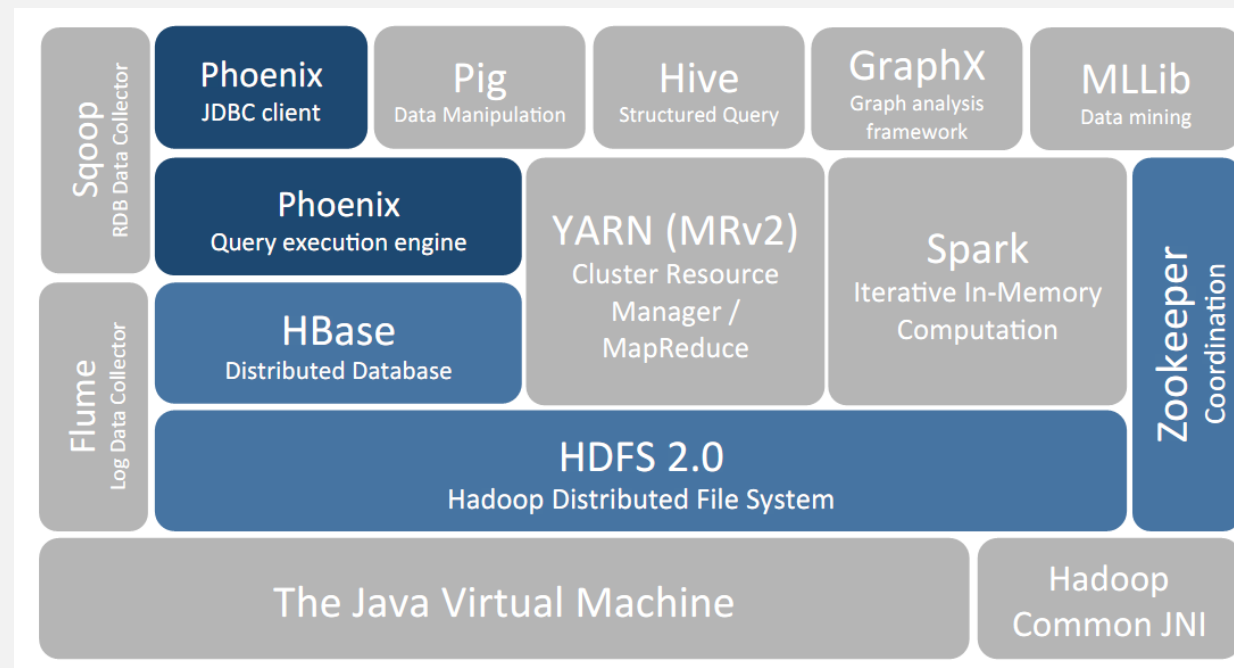 Sqoop
RDB Data Collector
Phoenix
JDBC client
Pig
Data Manipulation
Hive
Structured Query
GraphX
Graph analysis
framework
MLLib
Data mining
Phoenix
Query execution engine
YARN (MRv2)
Cluster Resource
Manager /
MapReduce
Spark
Iterative In-Memory
Computation
Zookeeper
Coordination
Flume
Log Data Collector
HBase
Distributed Database
HDFS 2.0
Hadoop Distributed File System
The Java Virtual Machine
Hadoop
Common JNI